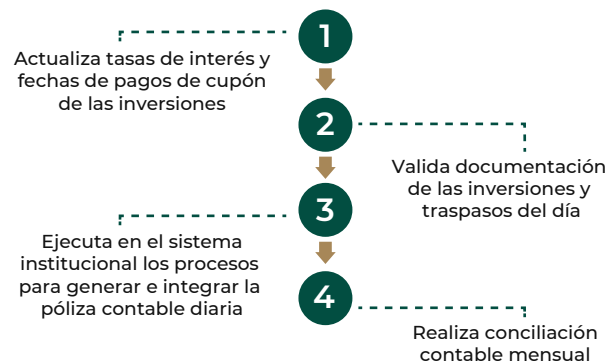 1
Actualiza tasas de interés y
fechas de pagos de cupón
de las inversiones
2
Valida documentación
de las inversiones y
traspasos del día
3
Ejecuta en el sistema
institucional los procesos
para generar e integrar la
póliza contable diaria
4
Realiza conciliación
contable mensual